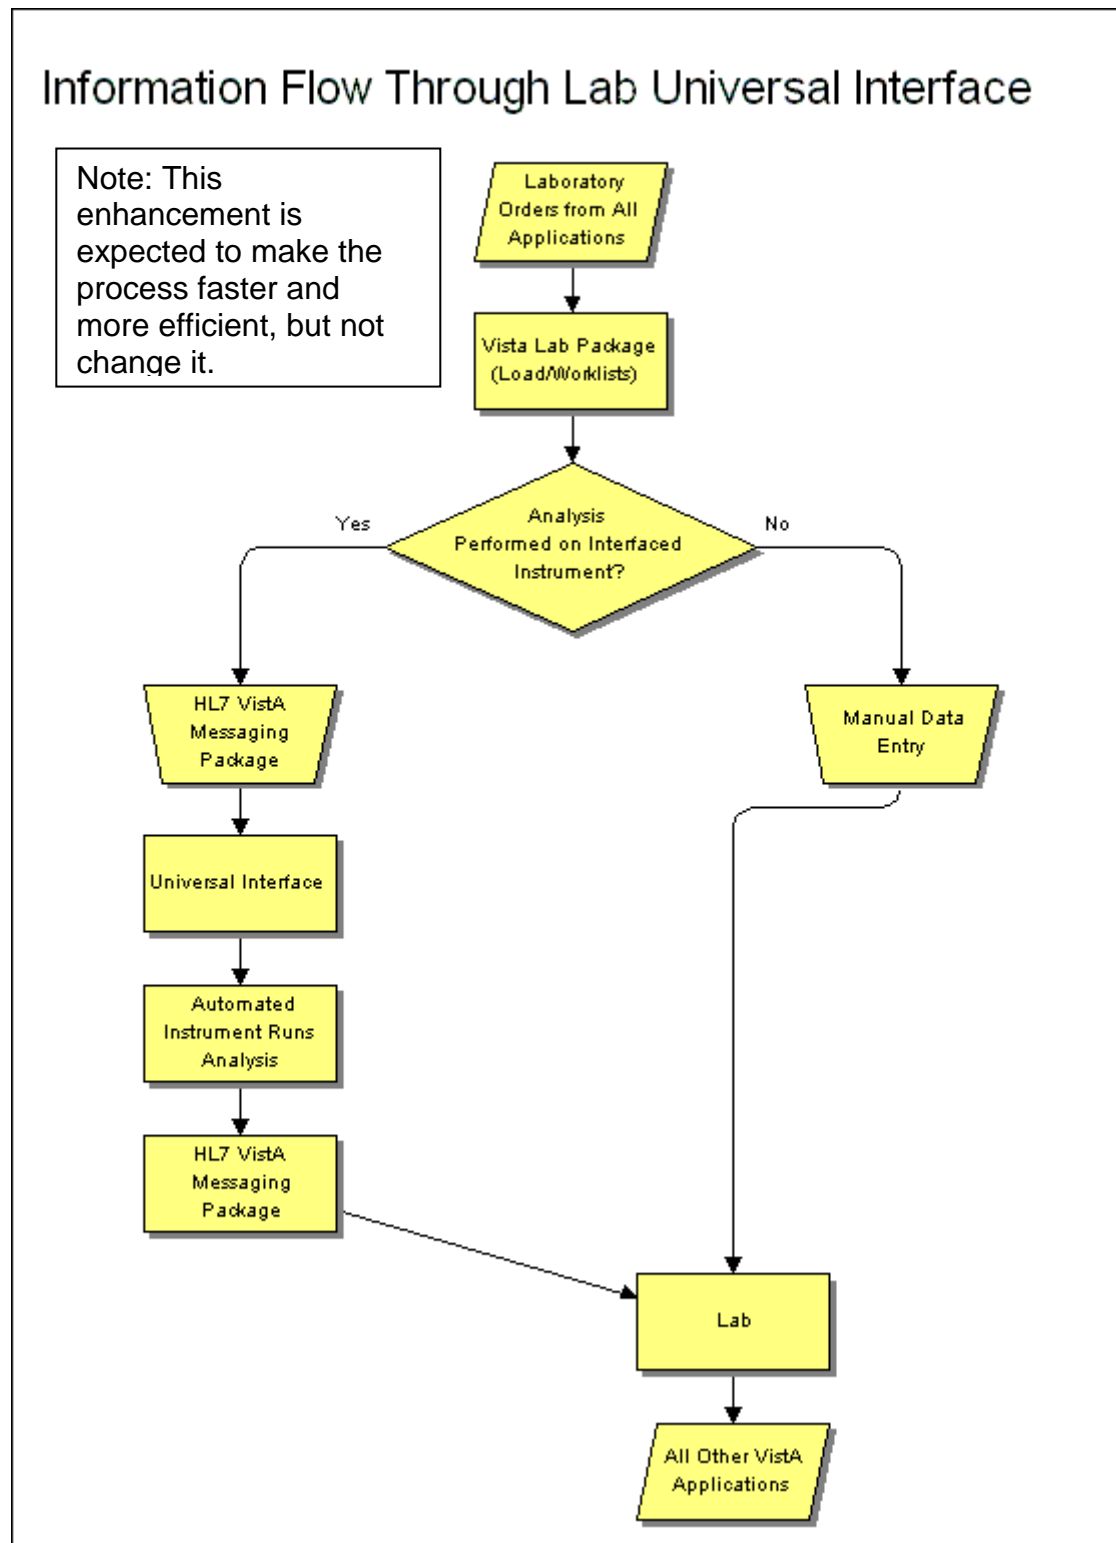 Information Flow Through Lab Universal Interface
Note: This
enhancement is
expected to make the
process faster and
more efficient, but not
change it.
Laboratory
Orders from All
Applications
Vista Lab Package
(Load/Worklists)
Analysis
Performed on Interfaced
Instrument?
Yes
No
HL7 VistA
Messaging
Package
Manual Data
Entry
Universal Interface
Automated
Instrument Runs
Analysis
HL7 VistA
Messaging
Package
Lab
All Other VistA
Applications